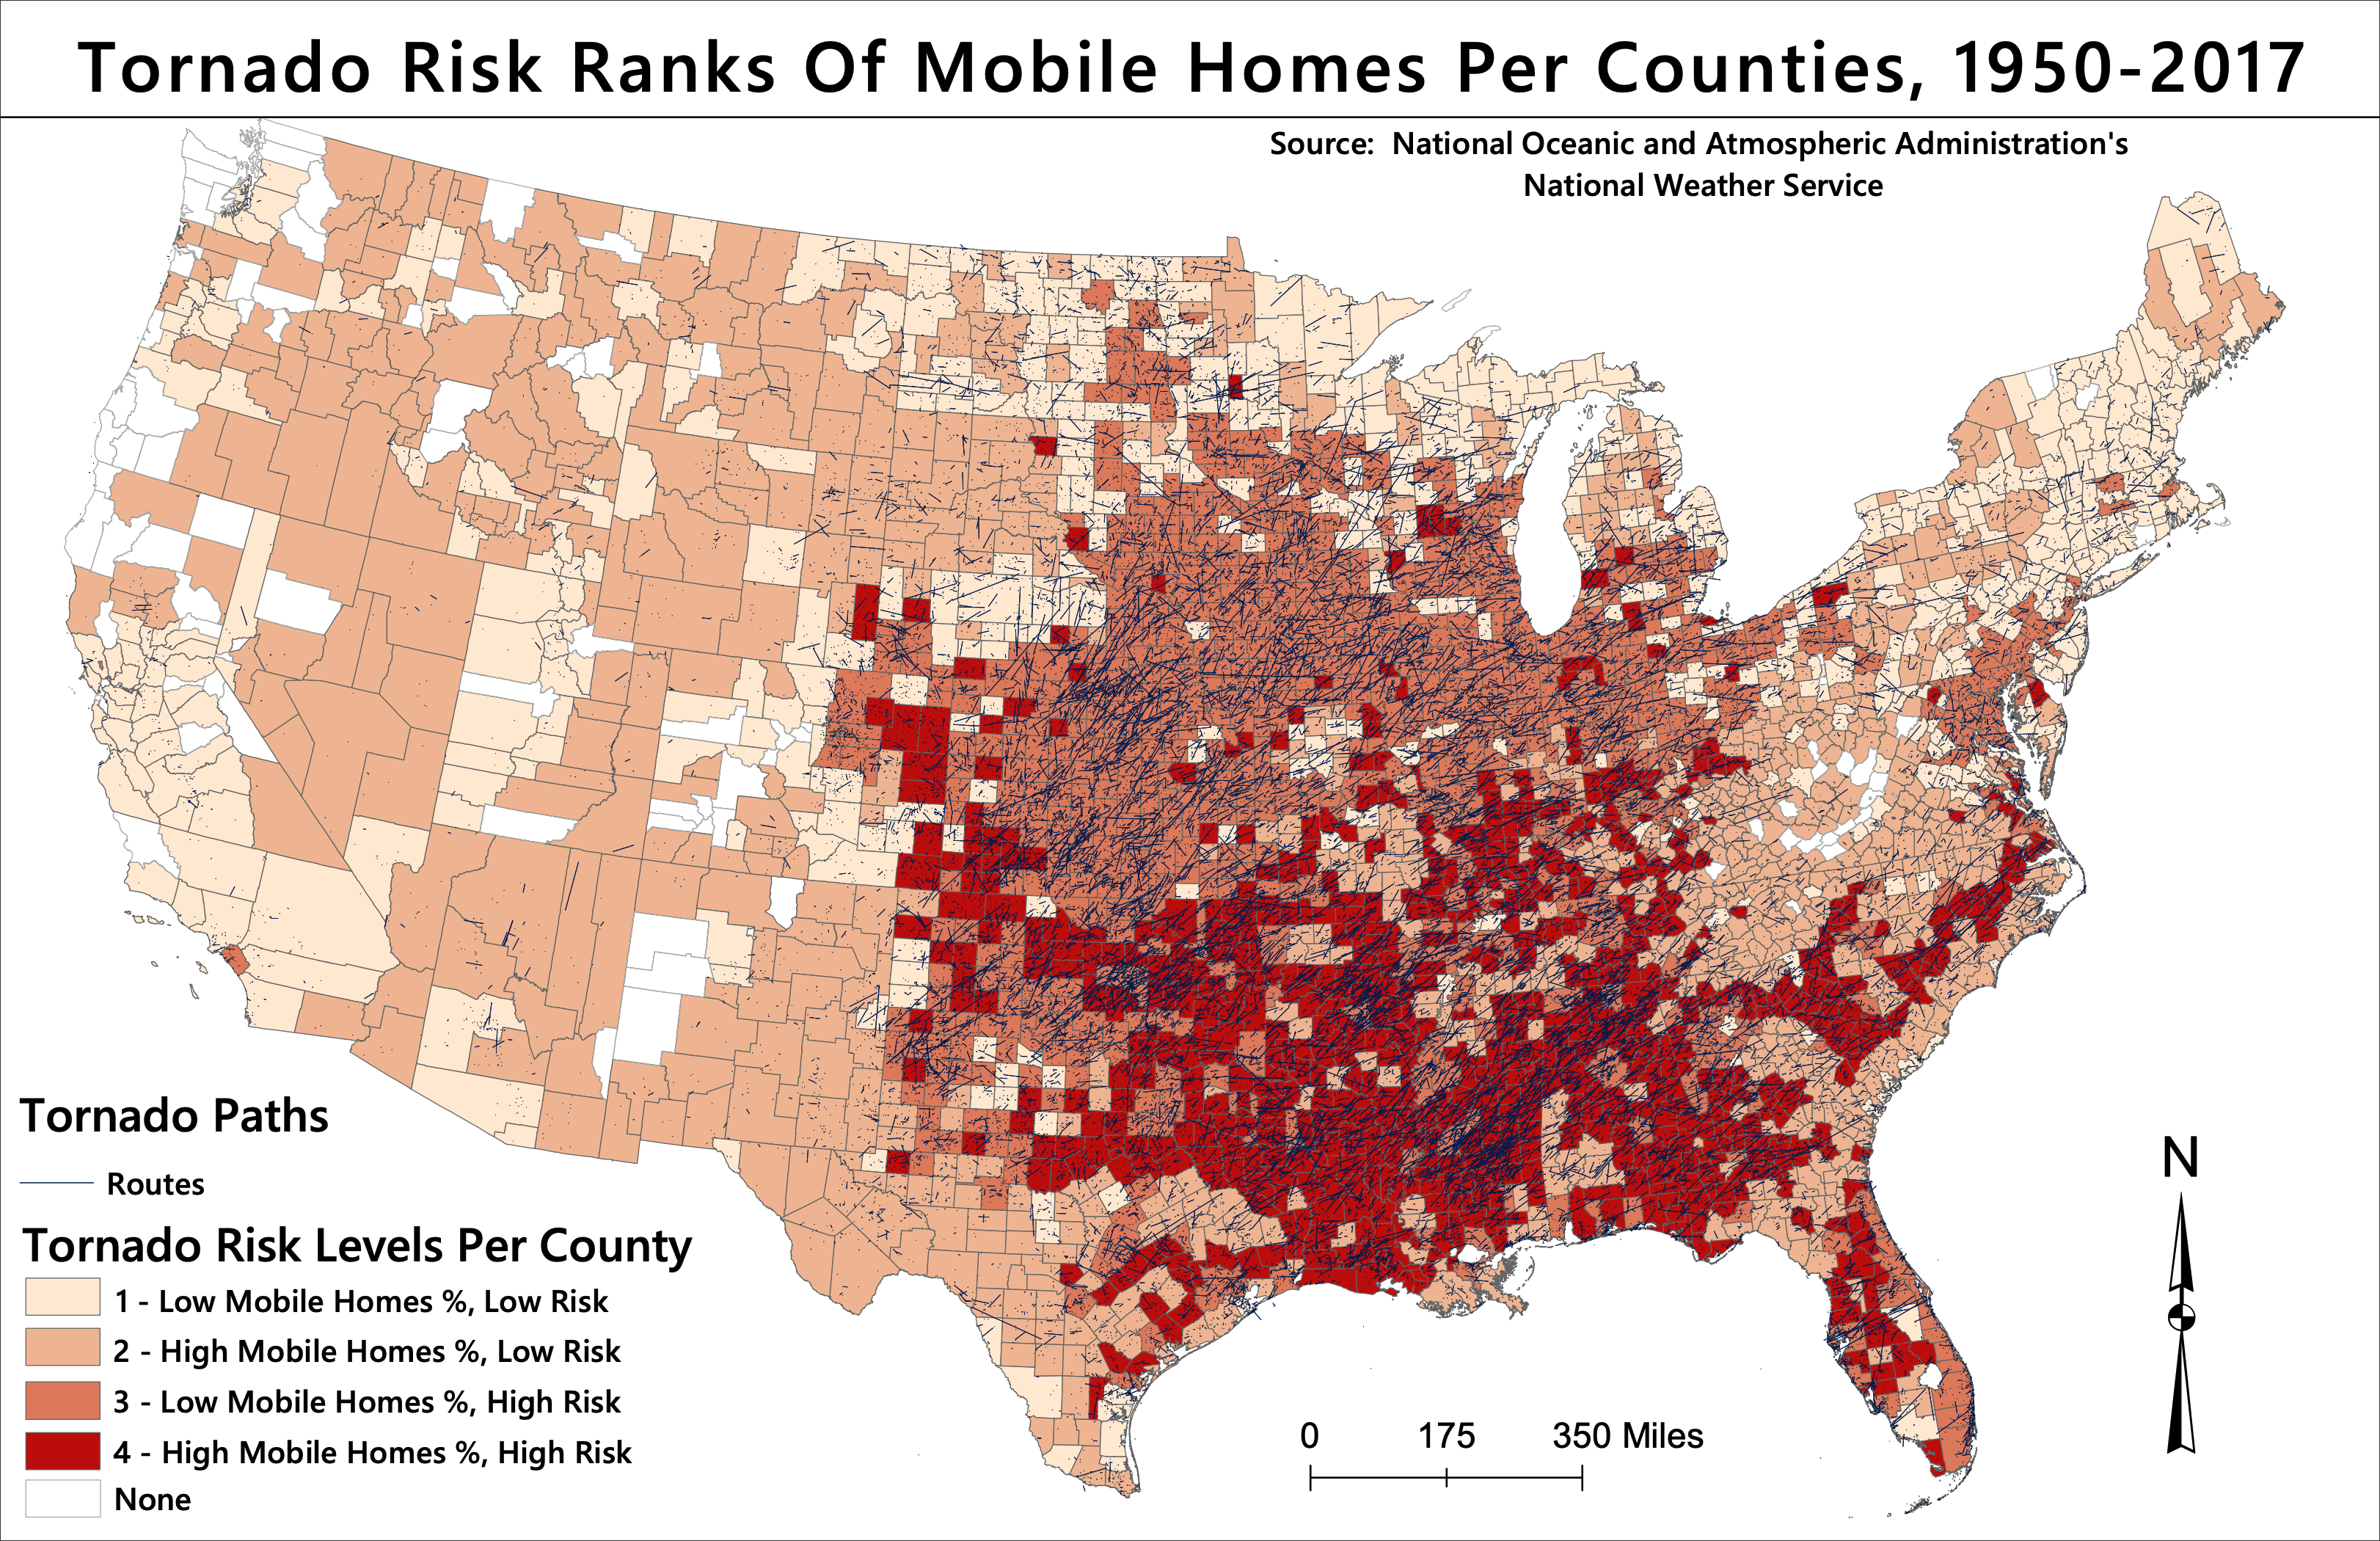 Tornado Risk Ranks Of Mobile Homes Per Counties, 1950-2017
Source: National Oceanic and Atmospheric Administration's
National Weather Service
N
Tornado Paths
Routes
Tornado Risk Levels Per County
1 - Low Mobile Homes %, Low Risk
2 - High Mobile Homes %, Low Risk
3 - Low Mobile Homes %, High Risk
4 - High Mobile Homes %, High Risk
None
0 175 350 Miles